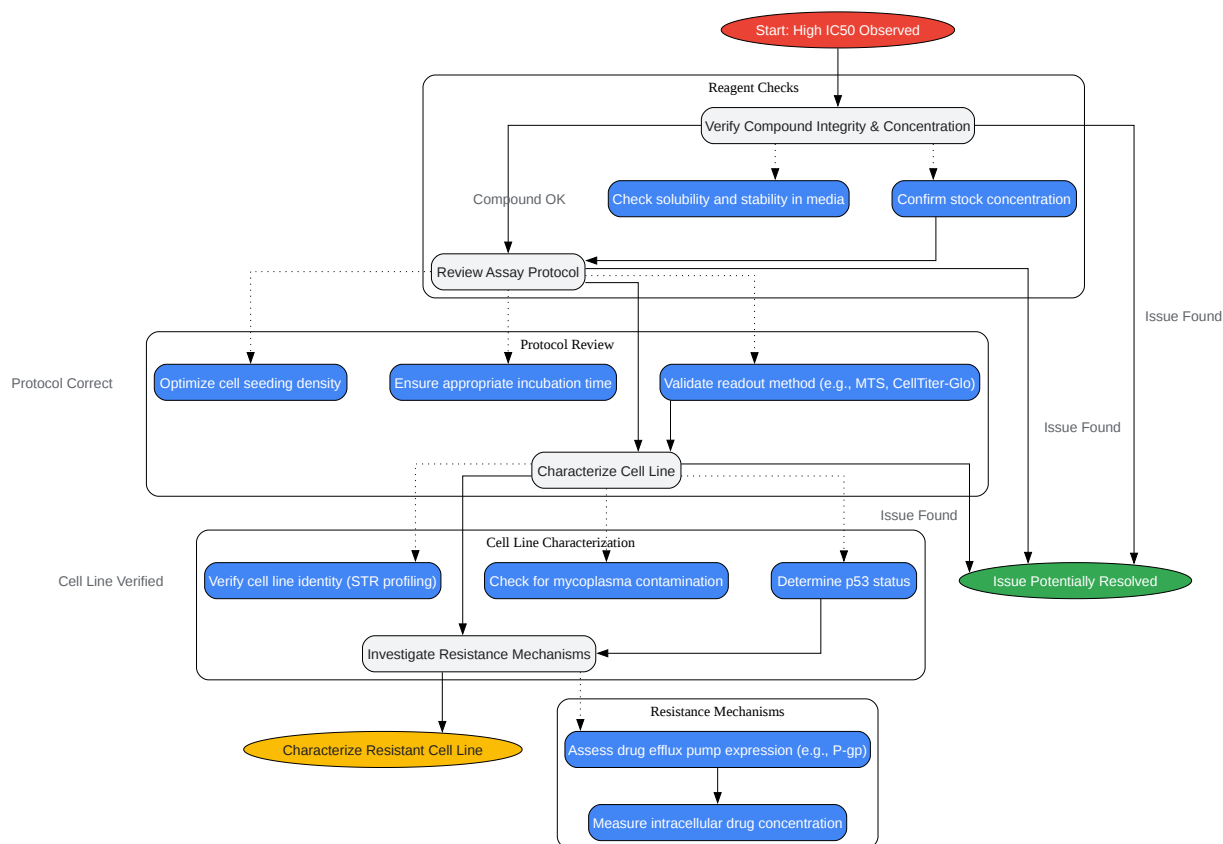 Start: High IC50 Observed
Reagent Checks
Verify Compound Integrity & Concentration
Compound OK
Check solubility and stability in media
Confirm stock concentration
Review Assay Protocol
Issue Found
Protocol Review
Protocol Correct
Optimize cell seeding density
Ensure appropriate incubation time
Validate readout method (e.g., MTS, CellTiter-Glo)
Issue Found
Characterize Cell Line
Issue Found
Cell Line Characterization
Cell Line Verified
Verify cell line identity (STR profiling)
Check for mycoplasma contamination
Determine p53 status
Issue Potentially Resolved
Investigate Resistance Mechanisms
Resistance Mechanisms
Characterize Resistant Cell Line
Assess drug efflux pump expression (e.g., P-gp)
Measure intracellular drug concentration